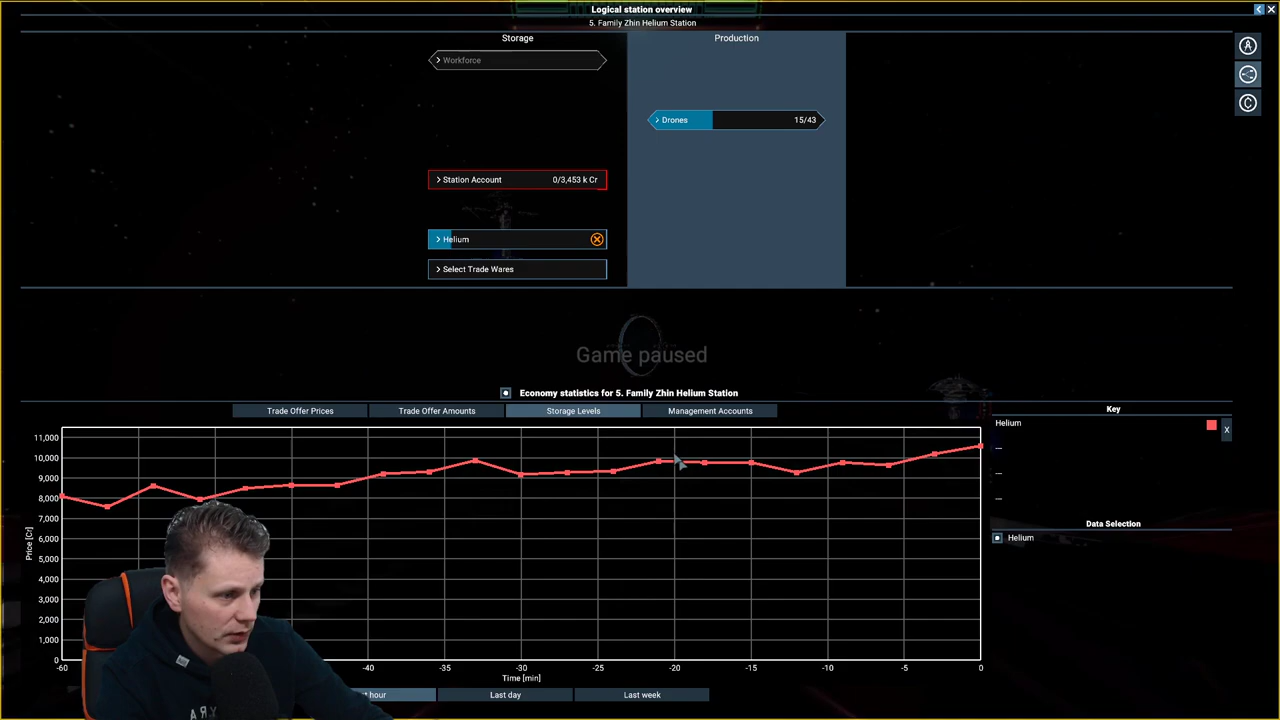 Logical station overview
5. Family Zhin Helium Station
Storage
Production
Workforce
Drones 15/43
Station Account 0/3,453 k Cr
Helium
Select Trade Wares
Game paused
Economy statistics for 5. Family Zhin Helium Station
Trade Offer Prices
Trade Offer Amounts
Storage Levels
Management Accounts
Key
Helium
X
Data Selection
Helium
11,000
10,000
9,000
8,000
7,000
6,000
5,000
4,000
3,000
2,000
1,000
0
Price [Cr]
-60 -40 -35 -30 -25 -20 -15 -10 -5 0
Time [min]
hour
Last day
Last week